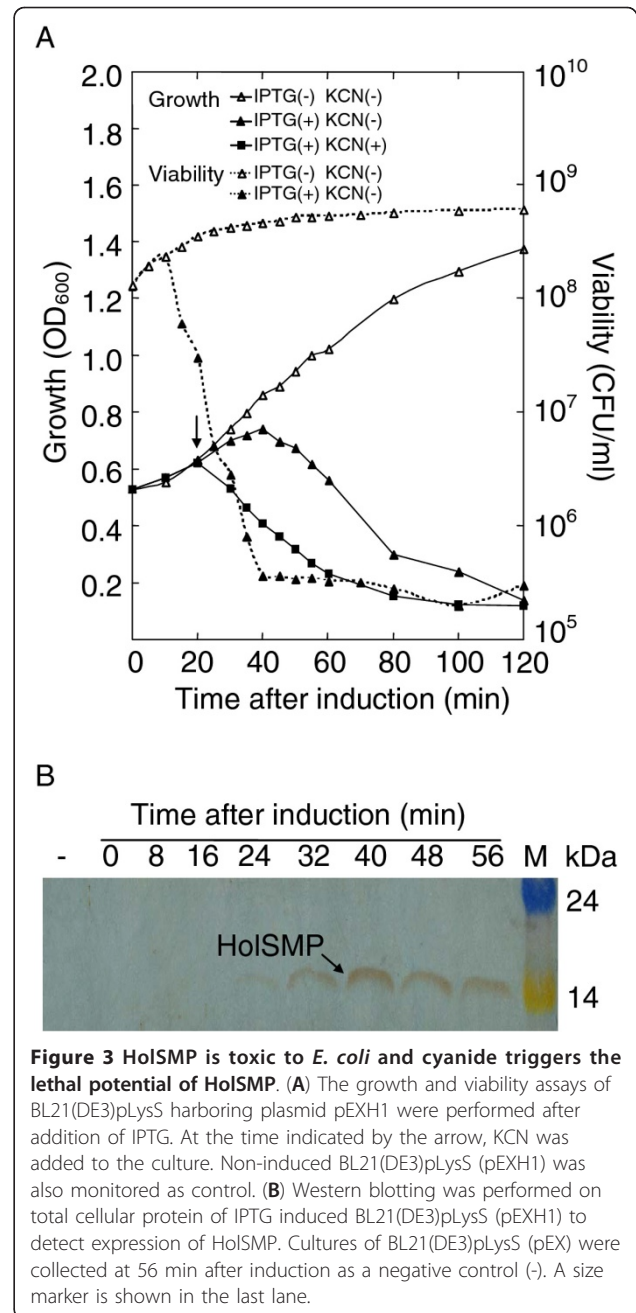 A
2.0
1.8
1.6
1.4
1.2
1.0
0.8
0.6
0.4
0.2
Growth (OD600)
Growth
IPTG(-) KCN(-)
IPTG(+) KCN(-)
IPTG(+) KCN(+)
Viability
IPTG(-) KCN(-)
IPTG(+) KCN(-)
10^10
10^9
10^8
10^7
10^6
10^5
Viability (CFU/ml)
0 20 40 60 80 100 120
Time after induction (min)
B
Time after induction (min)
- 0 8 16 24 32 40 48 56 M kDa
24
HolSMP
14
Figure 3 HolSMP is toxic to E. coli and cyanide triggers the
lethal potential of HolSMP. (A) The growth and viability assays of
BL21(DE3)pLysS harboring plasmid pEXH1 were performed after
addition of IPTG. At the time indicated by the arrow, KCN was
added to the culture. Non-induced BL21(DE3)pLysS (pEXH1) was
also monitored as control. (B) Western blotting was performed on
total cellular protein of IPTG induced BL21(DE3)pLysS (pEXH1) to
detect expression of HolSMP. Cultures of BL21(DE3)pLysS (pEX) were
collected at 56 min after induction as a negative control (-). A size
marker is shown in the last lane.